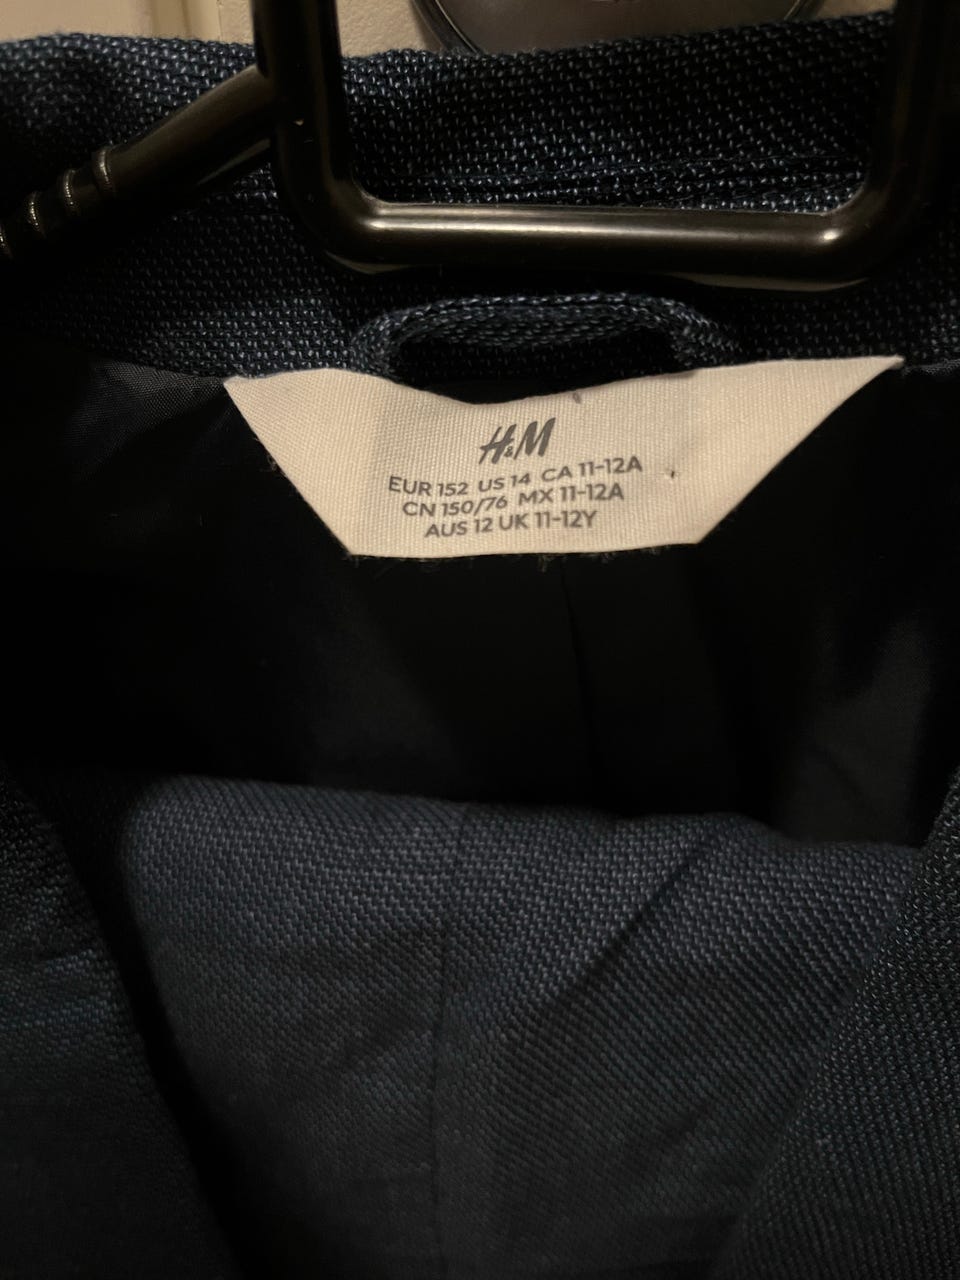 H&M
EUR 152 US 14 CA 11-12A
CN 150/76 MX 11-12A
AUS 12 UK 11-12Y